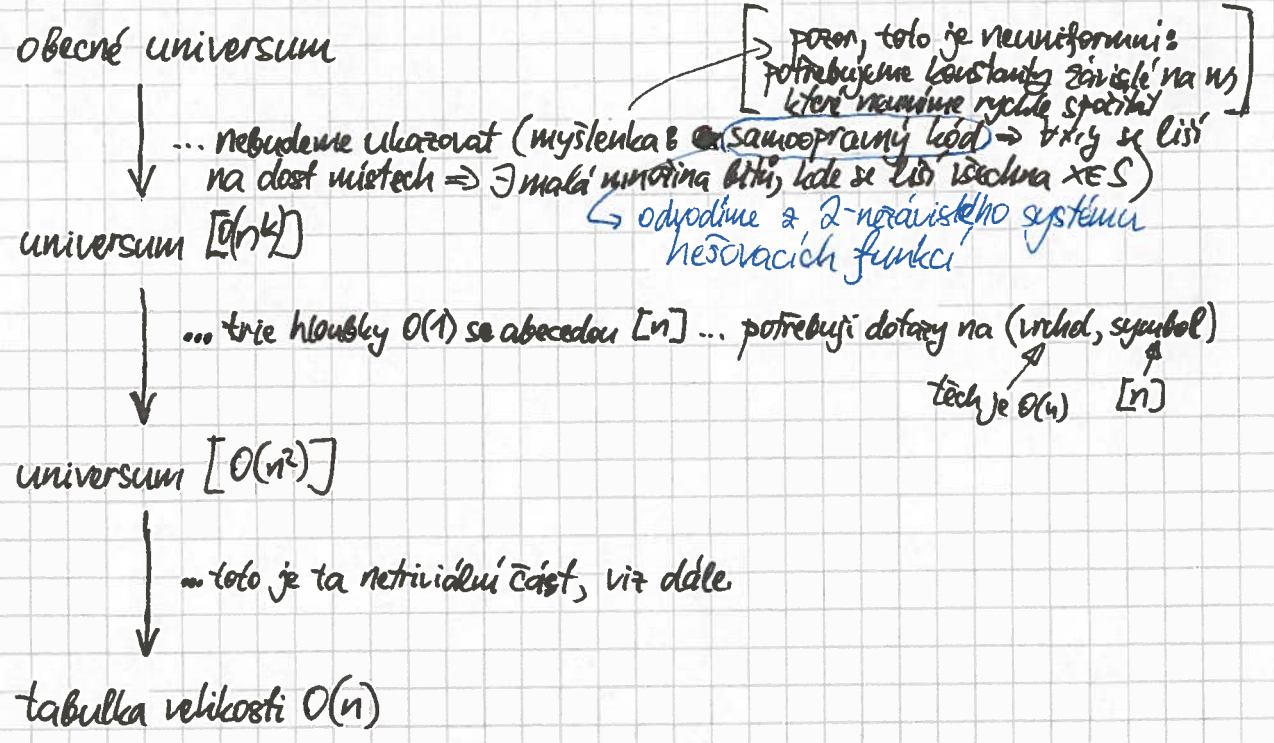 obecné universum
[pozor, toto je neuniformní:
potřebujeme konstanty závislé na w,
které neumíme rychle spočítat]
... nebudeme ukazovat (myšlenka: samoopravný kód ⇒ ∀x,y se liší
na dost místech ⇒ ∃ malá množina bitů, kde se liší všechna x∈S)
↳ odvodíme z 2-nezávislého systému
hešovacích funkcí
universum [O(n^k)]
... trie hloubky O(1) se abecedou [n] ... potřebuji dotazy na (vrchol, symbol)
těch je O(n) [n]
universum [O(n²)]
... toto je ta netriviální část, viz dále
tabulka velikosti O(n)